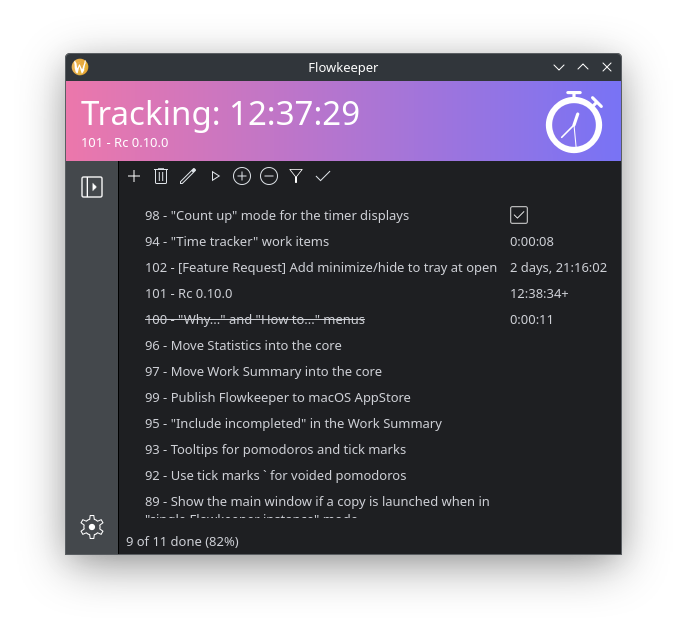 Flowkeeper
Tracking: 12:37:29
101 - Rc 0.10.0
98 - "Count up" mode for the timer displays
94 - "Time tracker" work items 0:00:08
102 - [Feature Request] Add minimize/hide to tray at open 2 days, 21:16:02
101 - Rc 0.10.0 12:38:34+
100 - "Why..." and "How to..." menus 0:00:11
96 - Move Statistics into the core
97 - Move Work Summary into the core
99 - Publish Flowkeeper to macOS AppStore
95 - "Include incompleted" in the Work Summary
93 - Tooltips for pomodoros and tick marks
92 - Use tick marks ` for voided pomodoros
89 - Show the main window if a copy is launched when in
"single Flowkeeper instance" mode
9 of 11 done (82%)